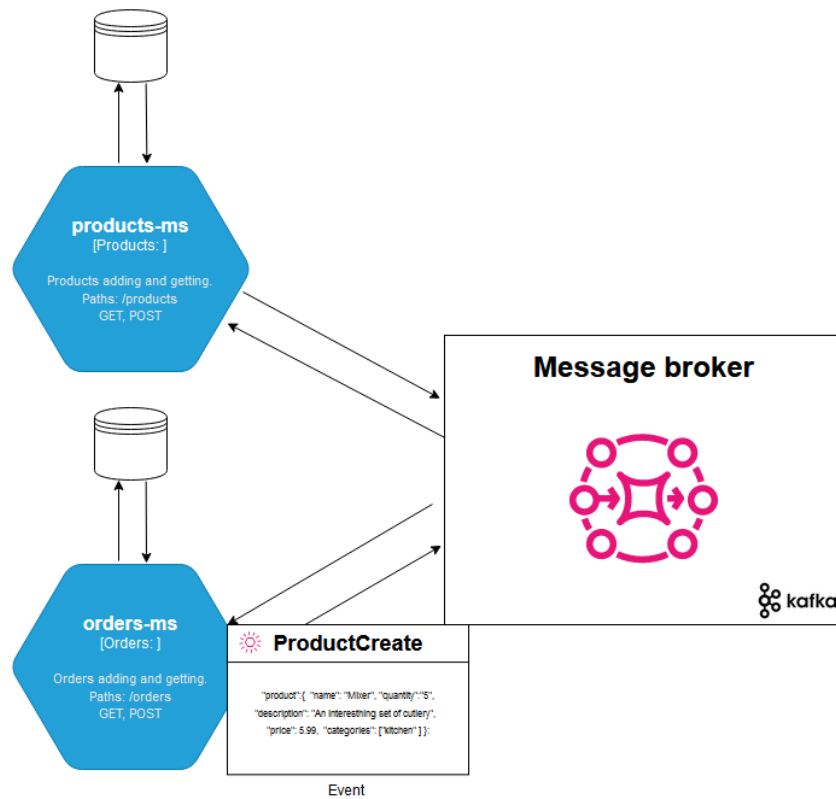 products-ms
[Products: ]
Products adding and getting.
Paths: /products
GET, POST
Message broker
kafka
orders-ms
[Orders: ]
Orders adding and getting.
Paths: /orders
GET, POST
ProductCreate
"product":{ "name": "Mixer", "quantity":"5",
"description": "An interesthing set of cutlery",
"price": 5.99, "categories": ["kitchen" ] }:
Event